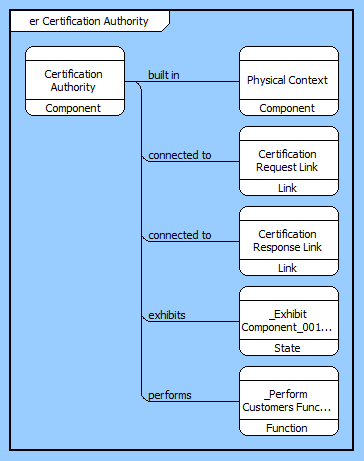 er Certification Authority
Certification
Authority
Component
built in
Physical Context
Component
connected to
Certification
Request Link
Link
connected to
Certification
Response Link
Link
exhibits
_Exhibit
Component_001...
State
performs
_Perform
Customers Func...
Function